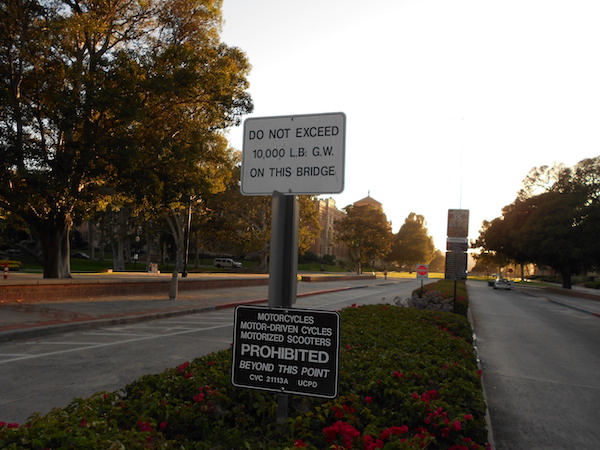 DO NOT EXCEED
10,000 L.B: G.W.
ON THIS BRIDGE
MOTORCYCLES
MOTOR-DRIVEN CYCLES
MOTORIZED SCOOTERS
PROHIBITED
BEYOND THIS POINT
CVC 21113A UCPD